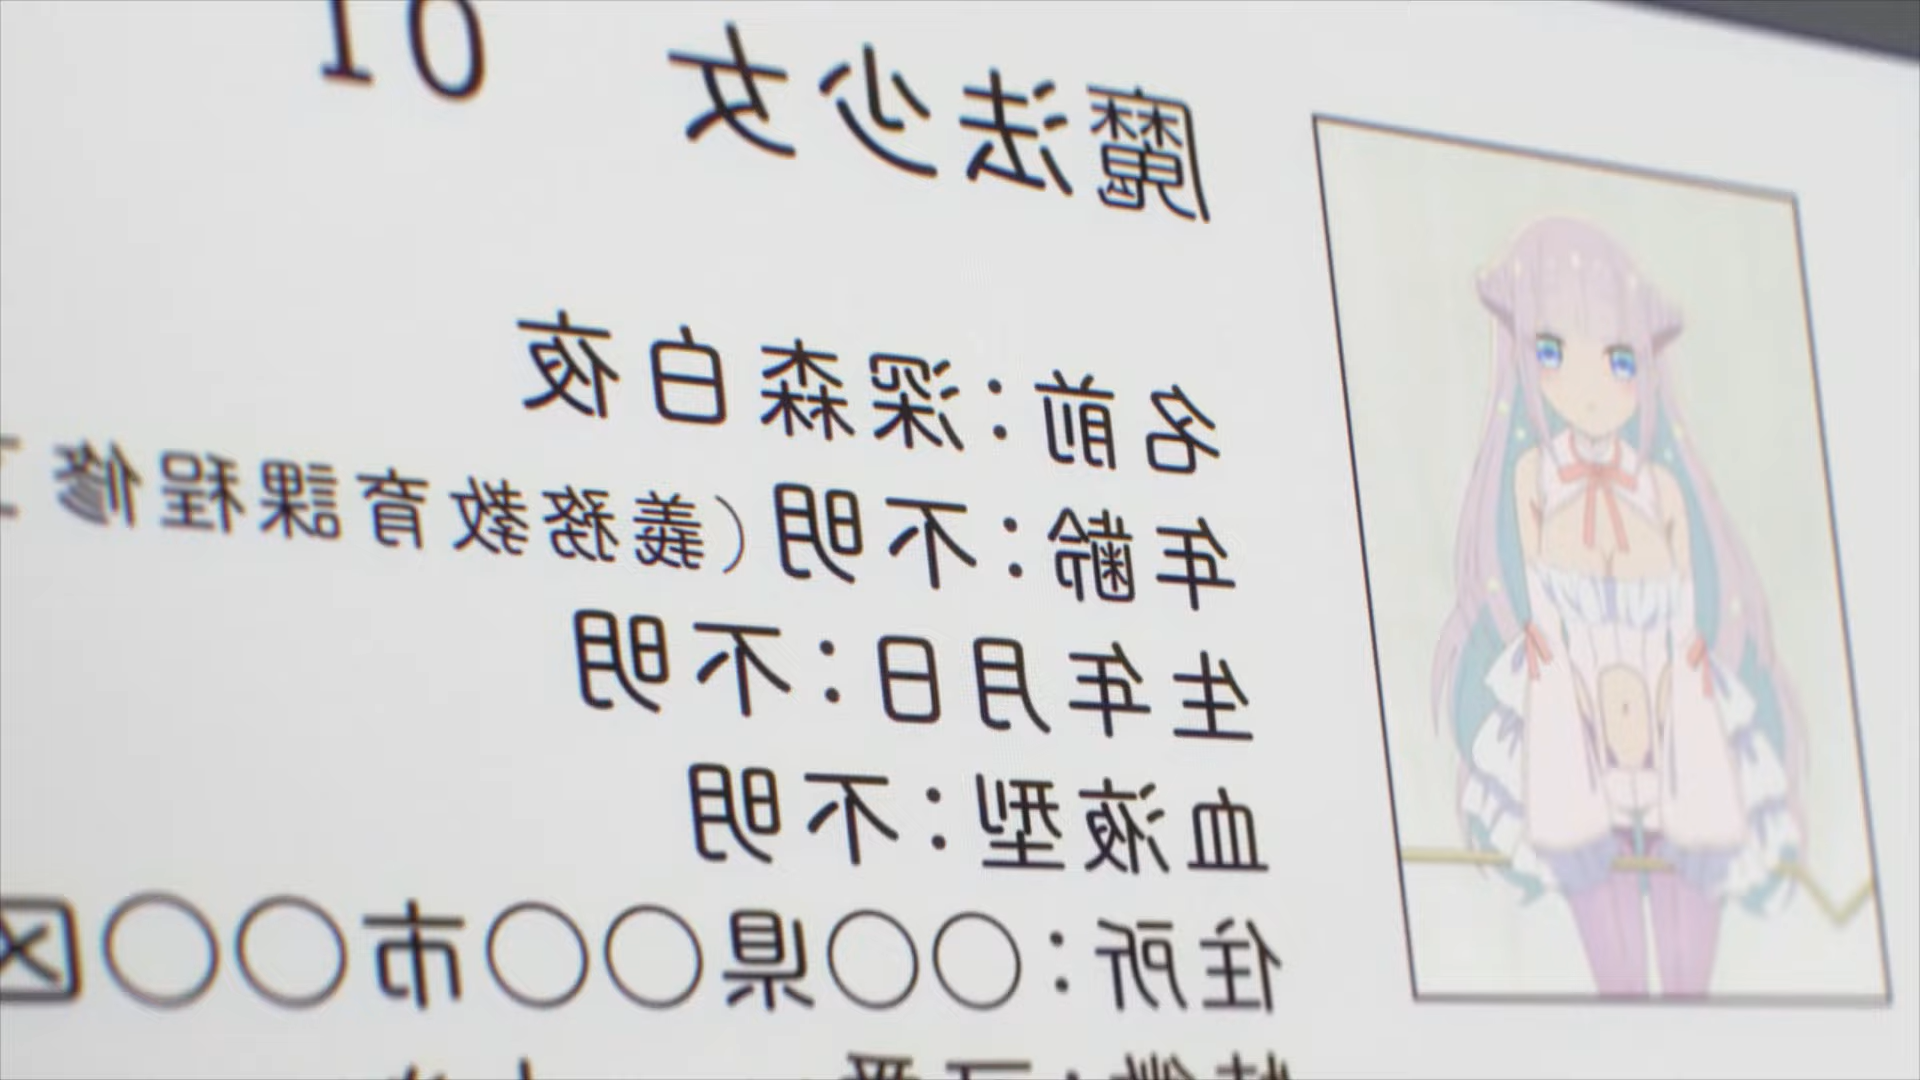 魔法少女 01
名前：深森白夜
年齢：不明（義務教育課程修
生年月日：不明
血液型：不明
住所：○○県○○市○○区